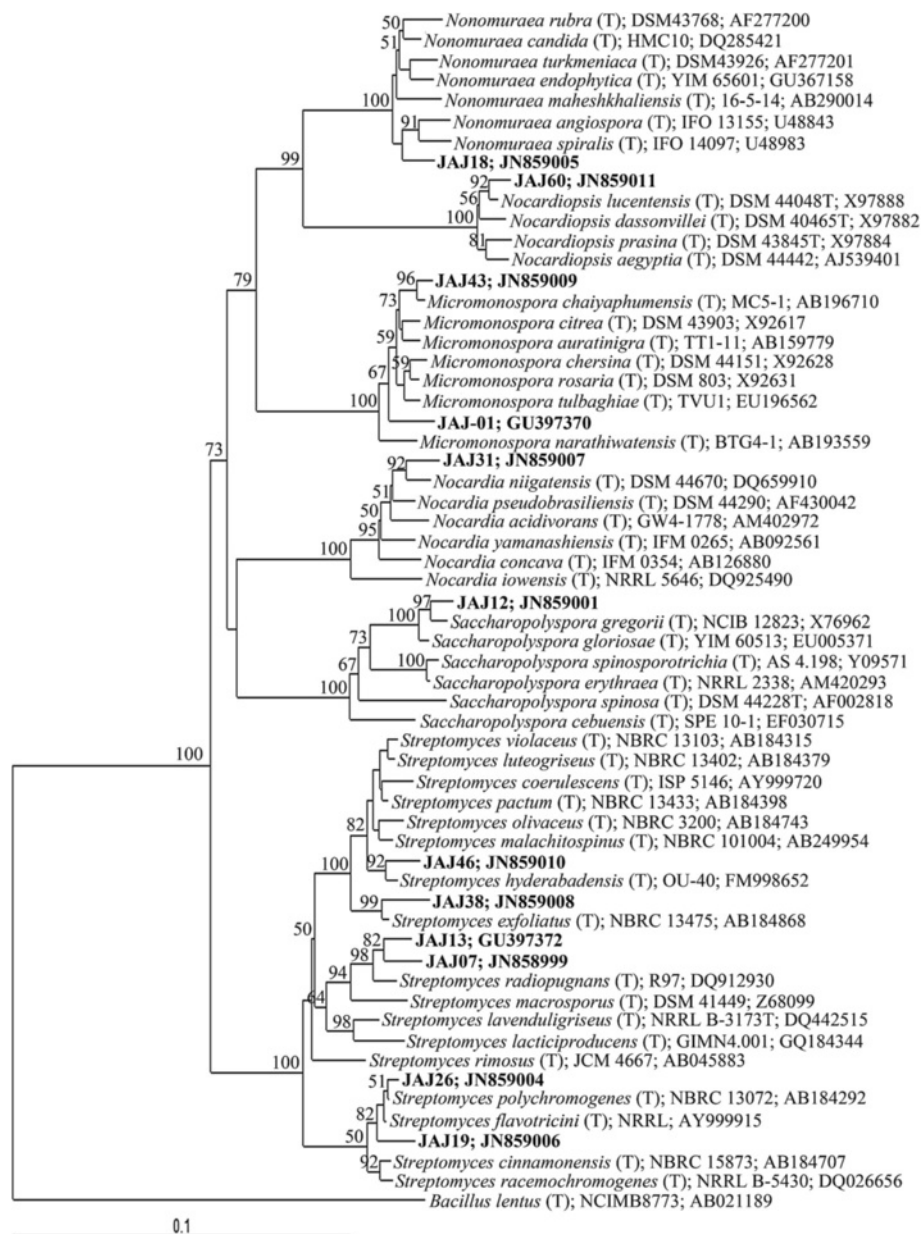 50
Nonomuraea rubra (T); DSM43768; AF277200
51
Nonomuraea candida (T); HMC10; DQ285421
Nonomuraea turkmeniaca (T); DSM43926; AF277201
Nonomuraea endophytica (T); YIM 65601; GU367158
100
Nonomuraea maheshkhaliensis (T); 16-5-14; AB290014
91
Nonomuraea angiospora (T); IFO 13155; U48843
Nonomuraea spiralis (T); IFO 14097; U48983
99
JAJ18; JN859005
92
JAJ60; JN859011
56
Nocardiopsis lucentensis (T); DSM 44048T; X97888
100
Nocardiopsis dassonvillei (T); DSM 40465T; X97882
81
Nocardiopsis prasina (T); DSM 43845T; X97884
Nocardiopsis aegyptia (T); DSM 44442; AJ539401
79
96
JAJ43; JN859009
73
Micromonospora chaiyaphumensis (T); MC5-1; AB196710
Micromonospora citrea (T); DSM 43903; X92617
59
Micromonospora auratinigra (T); TT1-11; AB159779
59
Micromonospora chersina (T); DSM 44151; X92628
67
Micromonospora rosaria (T); DSM 803; X92631
100
Micromonospora tulbaghiae (T); TVU1; EU196562
JAJ-01; GU397370
Micromonospora narathiwatensis (T); BTG4-1; AB193559
73
92
JAJ31; JN859007
Nocardia niigatensis (T); DSM 44670; DQ659910
51
Nocardia pseudobrasiliensis (T); DSM 44290; AF430042
50
Nocardia acidivorans (T); GW4-1778; AM402972
95
Nocardia yamanashiensis (T); IFM 0265; AB092561
100
Nocardia concava (T); IFM 0354; AB126880
Nocardia iowensis (T); NRRL 5646; DQ925490
97
JAJ12; JN859001
100
Saccharopolyspora gregorii (T); NCIB 12823; X76962
73
Saccharopolyspora gloriosae (T); YIM 60513; EU005371
100
Saccharopolyspora spinosporotrichia (T); AS 4.198; Y09571
67
Saccharopolyspora erythraea (T); NRRL 2338; AM420293
100
Saccharopolyspora spinosa (T); DSM 44228T; AF002818
Saccharopolyspora cebuensis (T); SPE 10-1; EF030715
100
Streptomyces violaceus (T); NBRC 13103; AB184315
Streptomyces luteogriseus (T); NBRC 13402; AB184379
Streptomyces coerulescens (T); ISP 5146; AY999720
Streptomyces pactum (T); NBRC 13433; AB184398
82
Streptomyces olivaceus (T); NBRC 3200; AB184743
Streptomyces malachitospinus (T); NBRC 101004; AB249954
100
92
JAJ46; JN859010
Streptomyces hyderabadensis (T); OU-40; FM998652
99
JAJ38; JN859008
Streptomyces exfoliatus (T); NBRC 13475; AB184868
50
82
JAJ13; GU397372
98
JAJ07; JN858999
94
Streptomyces radiopugnans (T); R97; DQ912930
64
Streptomyces macrosporus (T); DSM 41449; Z68099
98
Streptomyces lavenduligriseus (T); NRRL B-3173T; DQ442515
Streptomyces lacticiproducens (T); GIMN4.001; GQ184344
100
Streptomyces rimosus (T); JCM 4667; AB045883
51
JAJ26; JN859004
Streptomyces polychromogenes (T); NBRC 13072; AB184292
82
Streptomyces flavotricini (T); NRRL; AY999915
50
JAJ19; JN859006
92
Streptomyces cinnamonensis (T); NBRC 15873; AB184707
Streptomyces racemochromogenes (T); NRRL B-5430; DQ026656
Bacillus lentus (T); NCIMB8773; AB021189
0.1